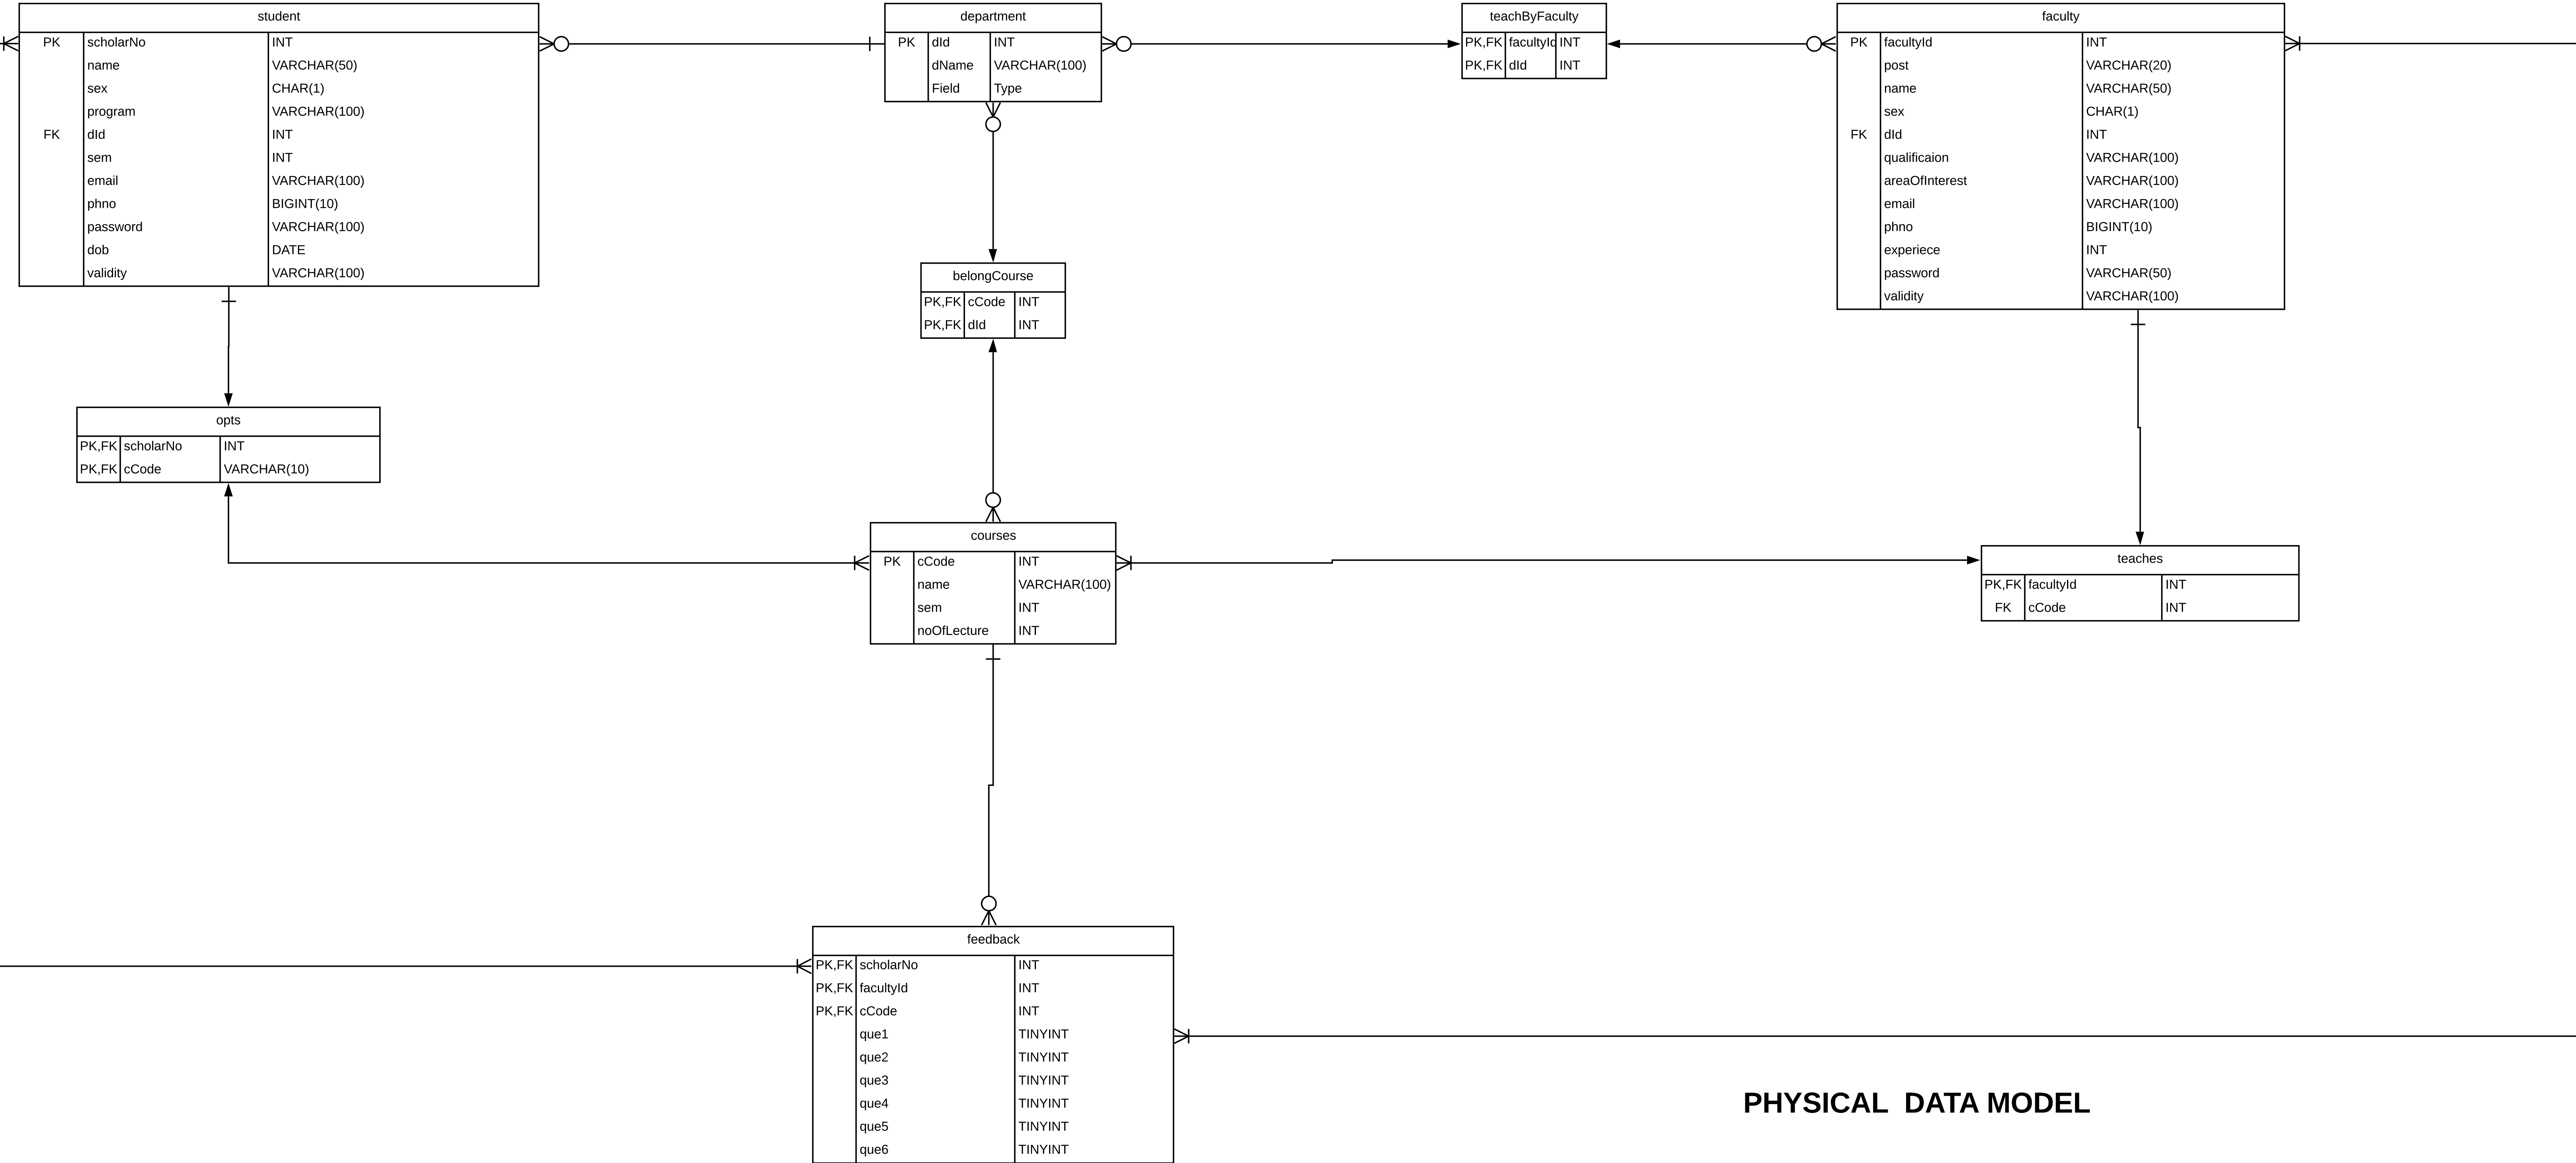 student
PK scholarNo INT
name VARCHAR(50)
sex CHAR(1)
program VARCHAR(100)
FK dId INT
sem INT
email VARCHAR(100)
phno BIGINT(10)
password VARCHAR(100)
dob DATE
validity VARCHAR(100)
department
PK dId INT
dName VARCHAR(100)
Field Type
teachByFaculty
PK,FK facultyId INT
PK,FK dId INT
faculty
PK facultyId INT
post VARCHAR(20)
name VARCHAR(50)
sex CHAR(1)
FK dId INT
qualificaion VARCHAR(100)
areaOfInterest VARCHAR(100)
email VARCHAR(100)
phno BIGINT(10)
experiece INT
password VARCHAR(50)
validity VARCHAR(100)
belongCourse
PK,FK cCode INT
PK,FK dId INT
opts
PK,FK scholarNo INT
PK,FK cCode VARCHAR(10)
courses
PK cCode INT
name VARCHAR(100)
sem INT
noOfLecture INT
teaches
PK,FK facultyId INT
FK cCode INT
feedback
PK,FK scholarNo INT
PK,FK facultyId INT
PK,FK cCode INT
que1 TINYINT
que2 TINYINT
que3 TINYINT
que4 TINYINT
que5 TINYINT
que6 TINYINT
PHYSICAL DATA MODEL